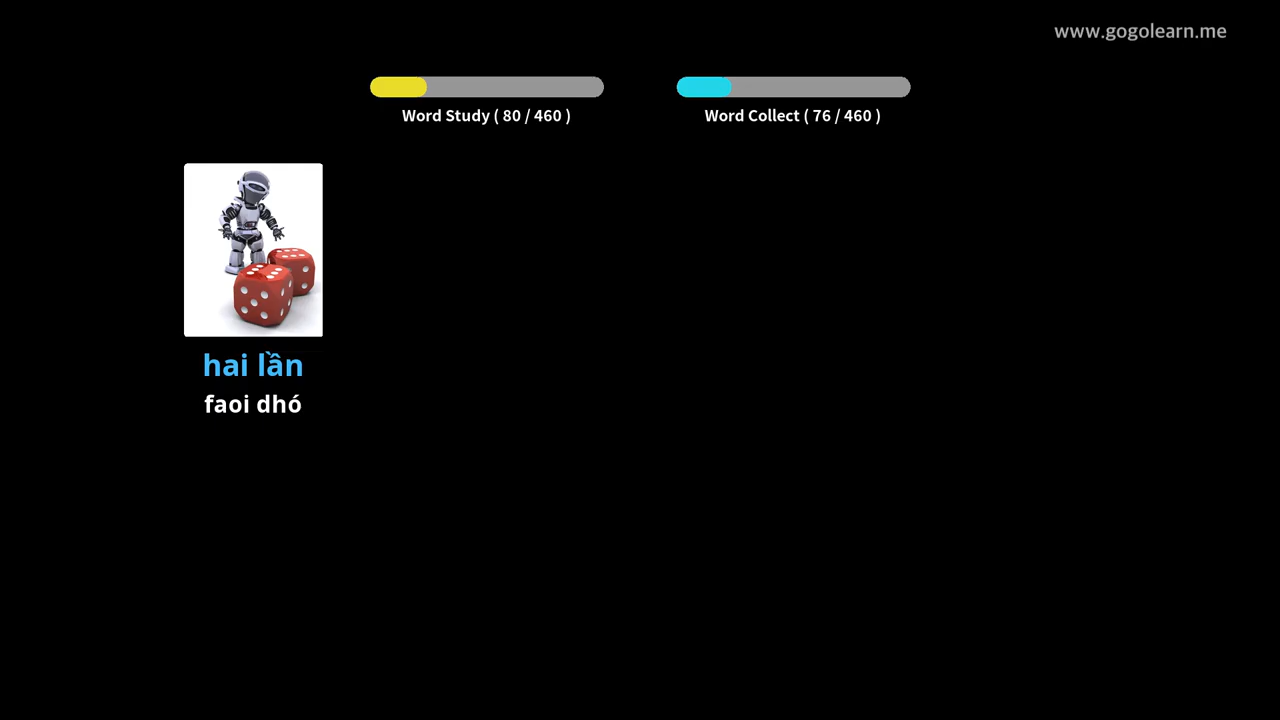 www.gogolearn.me
Word Study ( 80 / 460 )
Word Collect ( 76 / 460 )
hai lần
faoi dhó